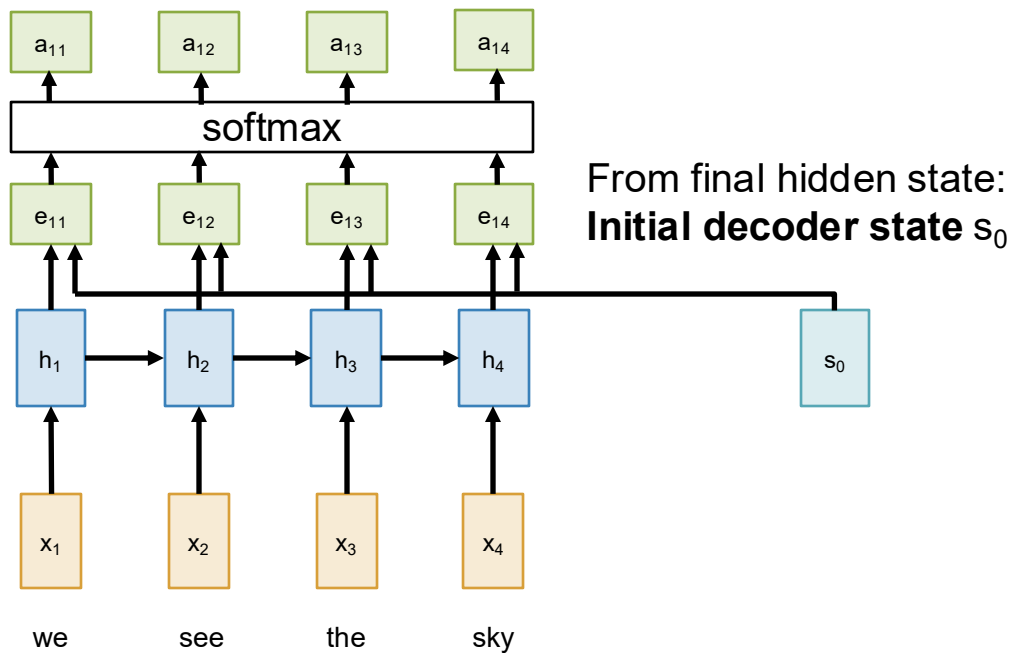 a₁₁ a₁₂ a₁₃ a₁₄
softmax
e₁₁ e₁₂ e₁₃ e₁₄
From final hidden state:
Initial decoder state s₀
h₁ h₂ h₃ h₄ s₀
x₁ x₂ x₃ x₄
we see the sky